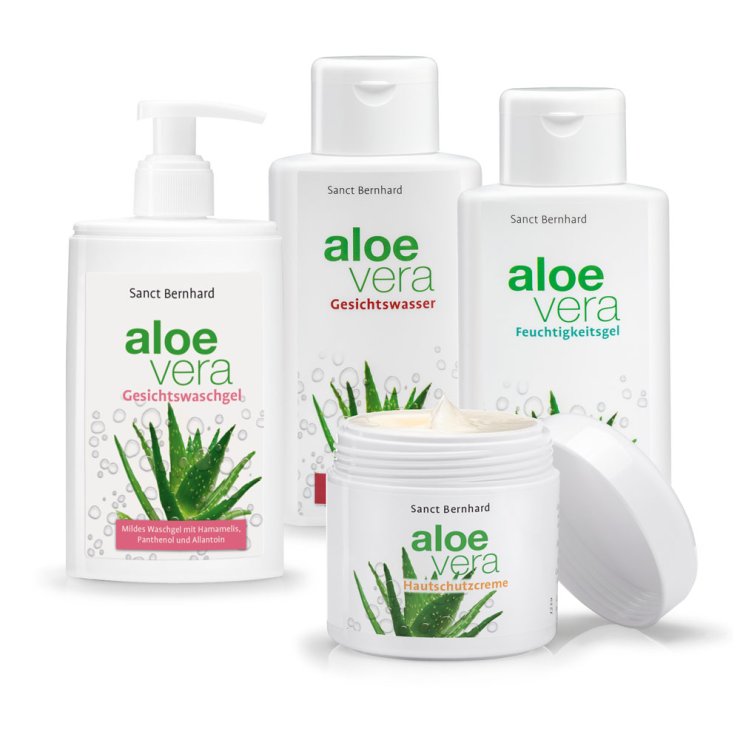 Sanct Bernhard
aloe
vera
Gesichtswaschgel
Mildes Waschgel mit Hamamelis,
Panthenol und Allantoin
Sanct Bernhard
aloe
vera
Gesichtswasser
Sanct Bernhard
aloe
vera
Feuchtigkeitsgel
Sanct Bernhard
aloe
vera
Hautschutzcreme